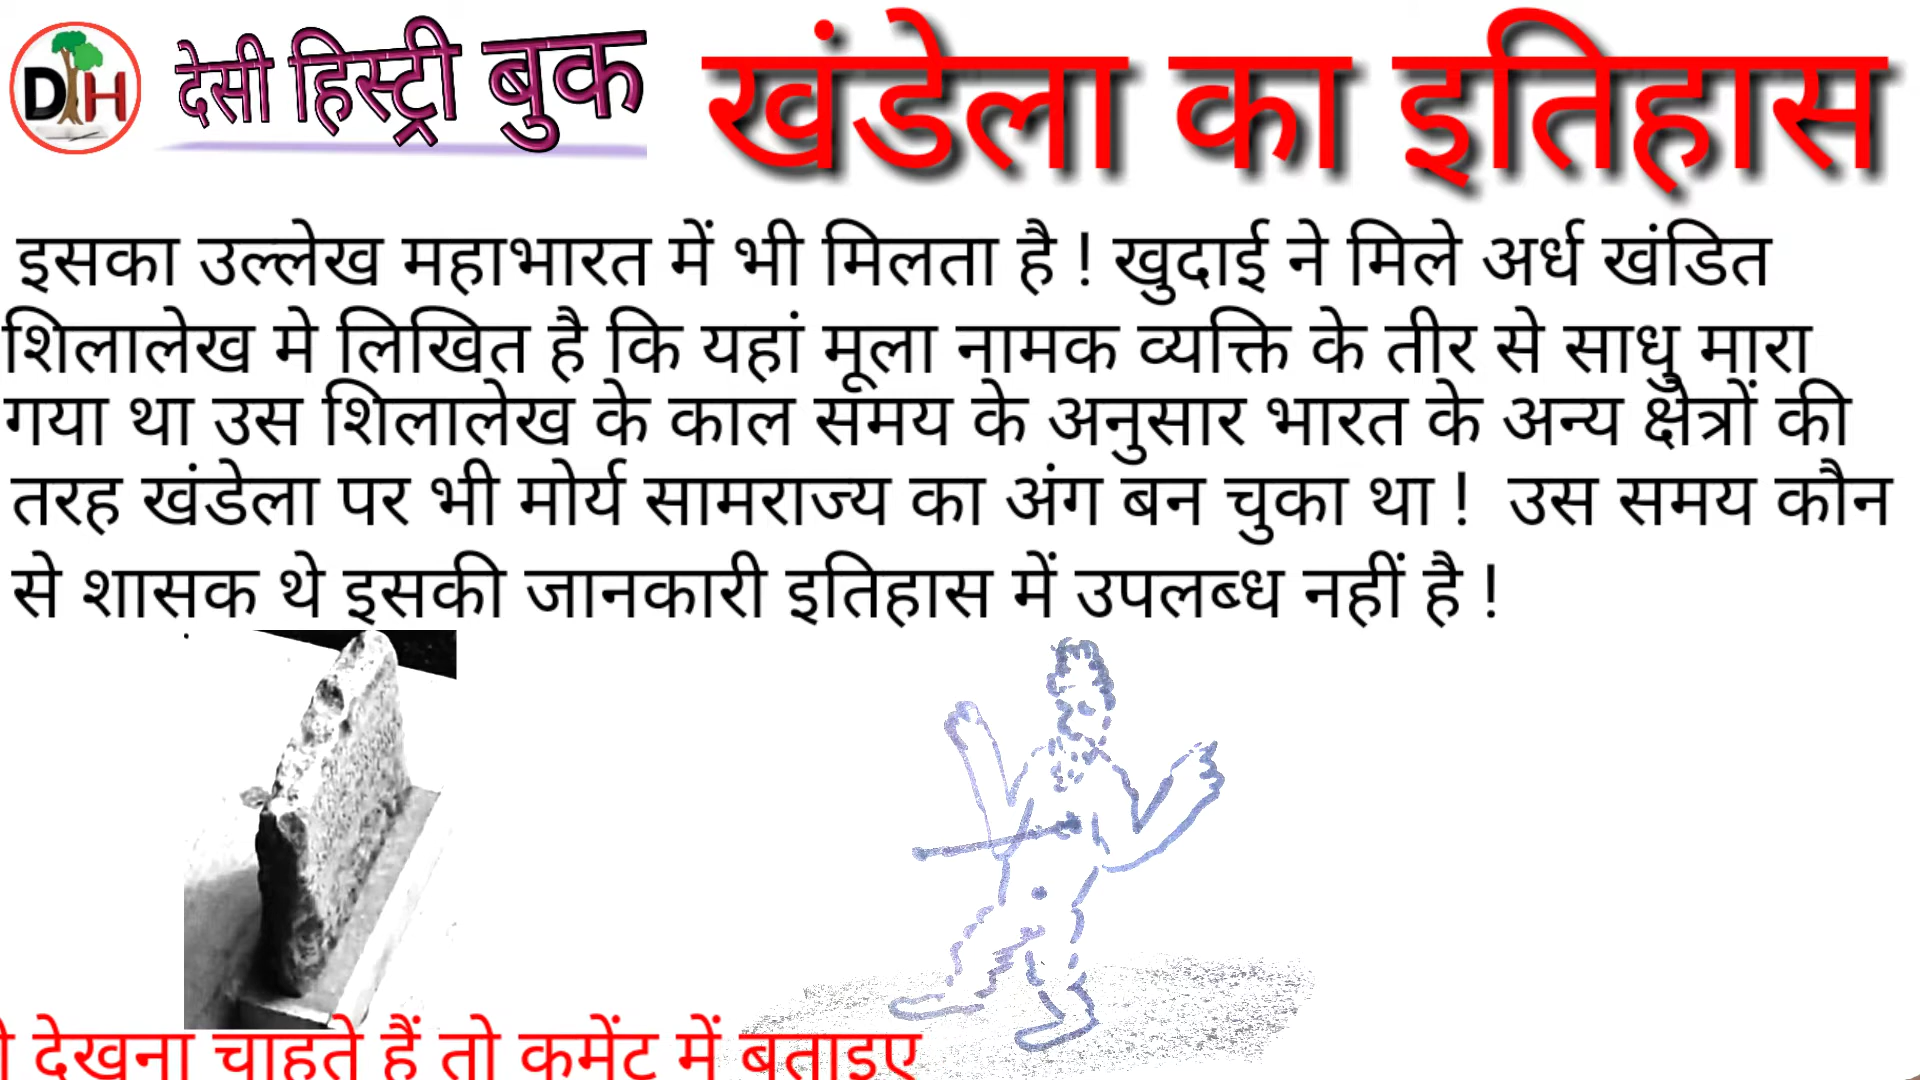 DH
देसी हिस्ट्री बुक
खंडेला का इतिहास
इसका उल्लेख महाभारत में भी मिलता है ! खुदाई ने मिले अर्ध खंडित
शिलालेख मे लिखित है कि यहां मूला नामक व्यक्ति के तीर से साधु मारा
गया था उस शिलालेख के काल समय के अनुसार भारत के अन्य क्षैत्रों की
तरह खंडेला पर भी मोर्य सामराज्य का अंग बन चुका था ! उस समय कौन
से शासक थे इसकी जानकारी इतिहास में उपलब्ध नहीं है !
देखना चाहते हैं तो कमेंट में बताइए